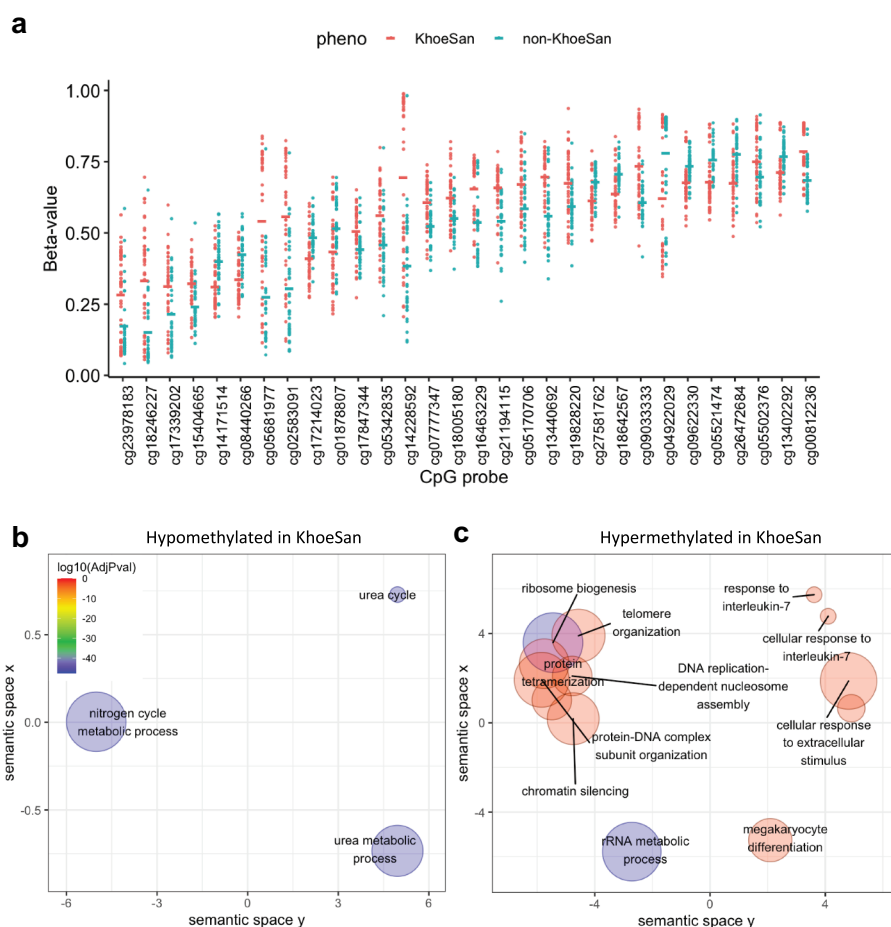 a
pheno KhoeSan non-KhoeSan
1.00
0.75
0.50
0.25
0.00
Beta-value
cg23978183
cg18246227
cg17339202
cg15404665
cg14171514
cg08440266
cg05681977
cg02583091
cg17214023
cg01878807
cg17847344
cg05342835
cg14228592
cg07777347
cg18005180
cg16463229
cg21194115
cg05170706
cg13440692
cg19828220
cg27581762
cg18642567
cg09033333
cg04922029
cg09622330
cg05521474
cg26472684
cg05502376
cg13402292
cg00812236
CpG probe
b
Hypomethylated in KhoeSan
log10(AdjPval)
0
-10
-20
-30
-40
urea cycle
nitrogen cycle
metabolic process
urea metabolic
process
0.5
0.0
-0.5
semantic space x
-6 -3 0 3 6
semantic space y
c
Hypermethylated in KhoeSan
ribosome biogenesis
telomere
organization
response to
interleukin-7
cellular response to
interleukin-7
protein
tetramerization
DNA replication-
dependent nucleosome
assembly
protein-DNA complex
subunit organization
cellular response
to extracellular
stimulus
chromatin silencing
rRNA metabolic
process
megakaryocyte
differentiation
4
0
-4
semantic space x
-4 0 4
semantic space y